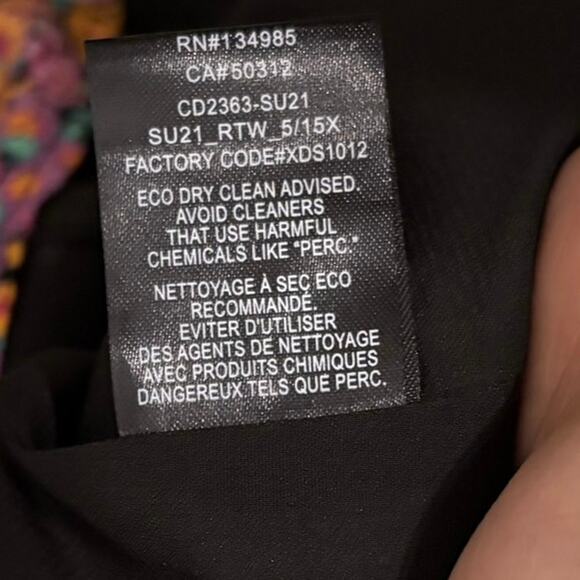 RN#134985
CA#50312
CD2363-SU21
SU21_RTW_5/15X
FACTORY CODE#XDS1012
ECO DRY CLEAN ADVISED.
AVOID CLEANERS
THAT USE HARMFUL
CHEMICALS LIKE "PERC."
NETTOYAGE À SEC ECO
RECOMMANDÉ.
EVITER D'UTILISER
DES AGENTS DE NETTOYAGE
AVEC PRODUITS CHIMIQUES
DANGEREUX TELS QUE PERC.